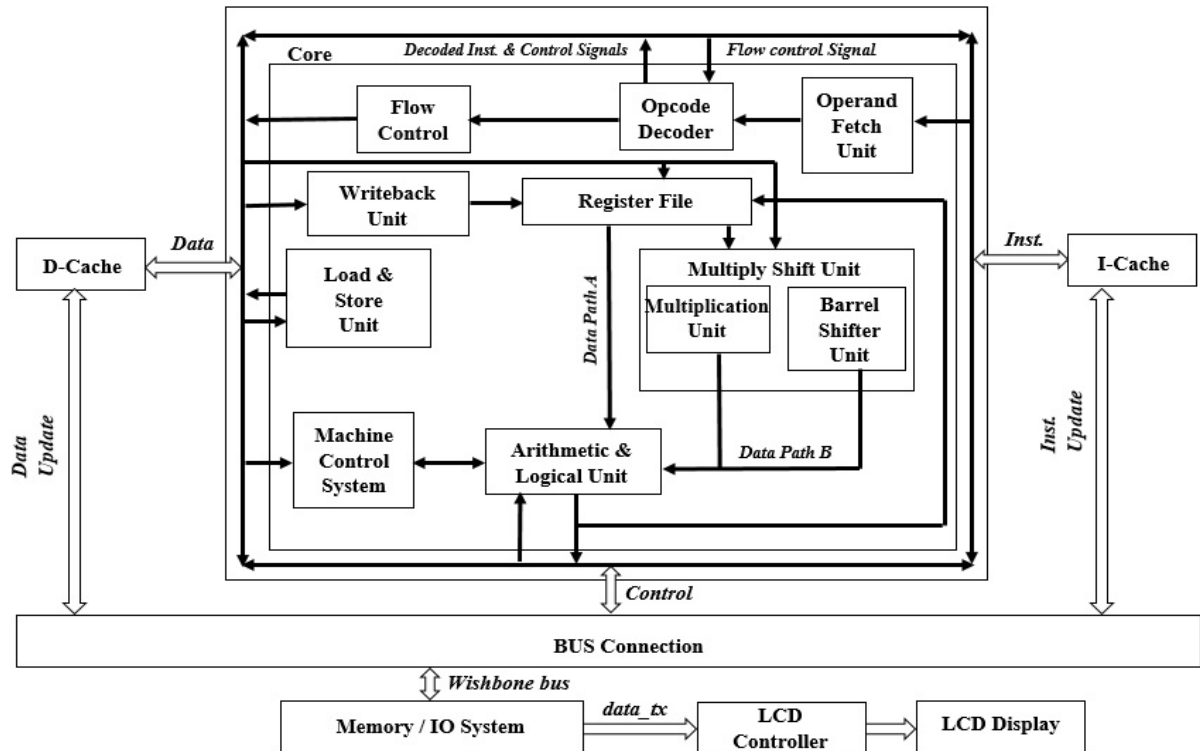 Core
Decoded Inst. & Control Signals
Flow control Signal
Flow
Control
Opcode
Decoder
Operand
Fetch
Unit
Writeback
Unit
Register File
D-Cache
Data
Load &
Store
Unit
Data Path A
Multiply Shift Unit
Multiplication
Unit
Barrel
Shifter
Unit
Inst.
I-Cache
Data
Update
Machine
Control
System
Arithmetic &
Logical Unit
Data Path B
Inst.
Update
Control
BUS Connection
Wishbone bus
Memory / IO System
data_tx
LCD
Controller
LCD Display